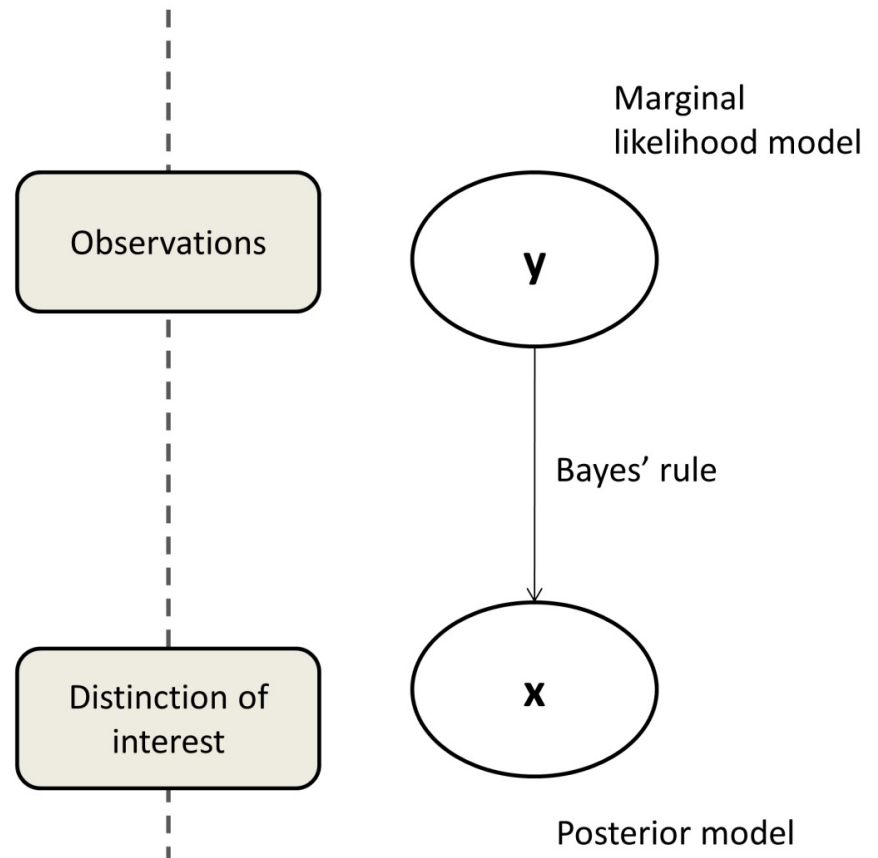 Marginal
likelihood model
Observations
y
Bayes’ rule
Distinction of
interest
x
Posterior model